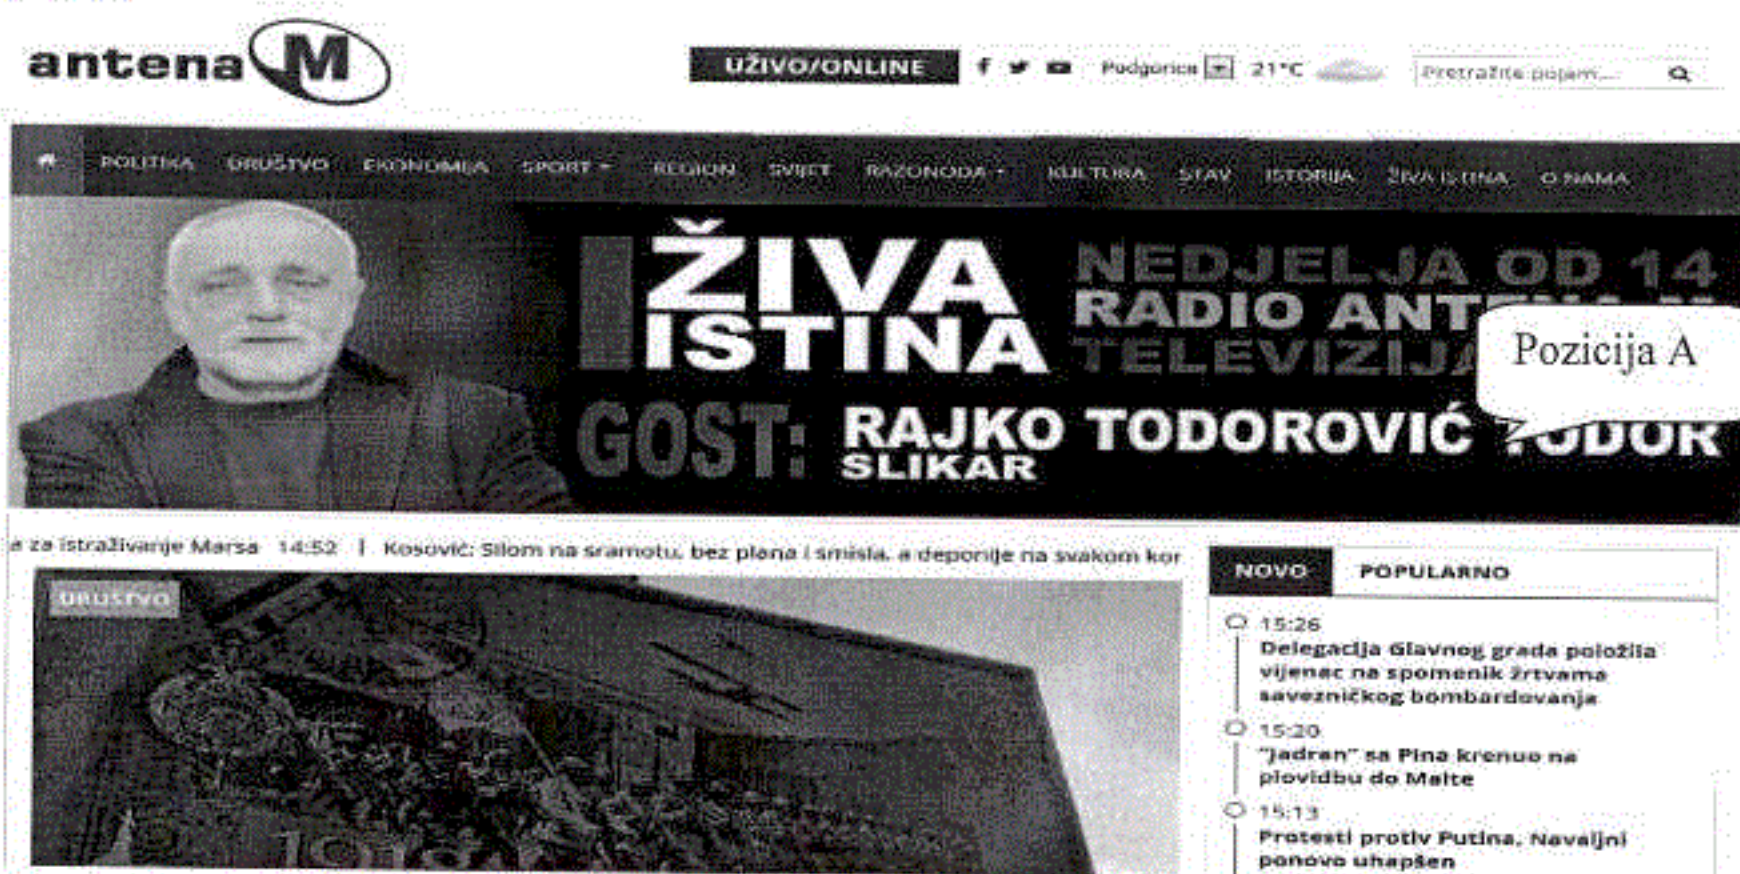 antena M
UŽIVO/ONLINE
Podgorica 21°C
Pretražite pojam...
POLITIKA DRUŠTVO EKONOMIJA SPORT REGION SVIJET RAZONODA KULTURA STAV ISTORIJA ŽIVA ISTINA O NAMA
ŽIVA
ISTINA
NEDJELJA OD 14
RADIO
Pozicija A
GOST: RAJKO TODOROVIĆ
SLIKAR
a za istraživanje Marsa 14:52 | Kosović: Silom na sramotu, bez plana i smisla, a deponije na svakom kor
DRUŠTVO
NOVO POPULARNO
15:26
Delegacija Glavnog grada položila
vijenac na spomenik žrtvama
savezničkog bombardovanja
15:20
"Jadran" sa Pina krenuo na
plovidbu do Malte
15:13
Protesti protiv Putina, Navaljni
ponovo uhapšen